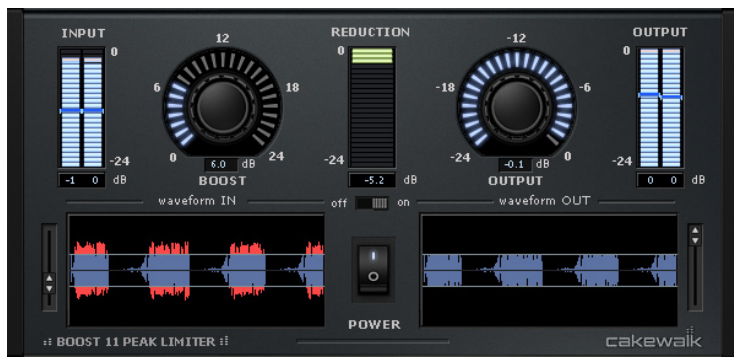 INPUT
0
-24
-1 0 dB
12
6
18
0
24
6.0 dB
BOOST
REDUCTION
0
-24
-5.2 dB
-12
-18
-6
-24
0
-0.1 dB
OUTPUT
OUTPUT
0
-24
0 0 dB
waveform IN
off
on
waveform OUT
POWER
BOOST 11 PEAK LIMITER
cakewalk